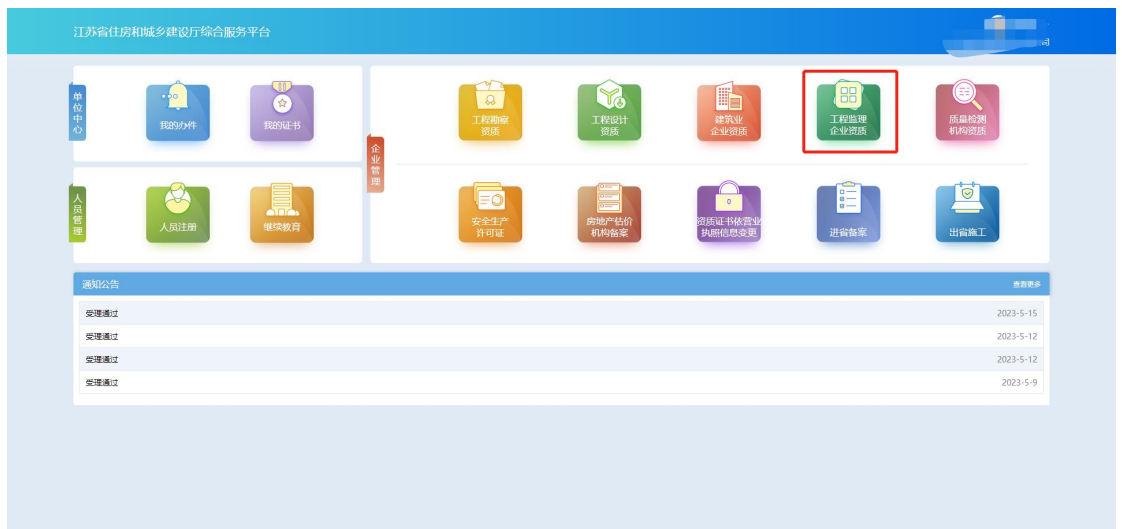 江苏省住房和城乡建设厅综合服务平台
司
单位中心
我的办件
我的证书
人员管理
人员注册
继续教育
企业管理
工程勘察
资质
工程设计
资质
建筑业
企业资质
工程监理
企业资质
质量检测
机构资质
安全生产
许可证
房地产估价
机构备案
资质证书依营业
执照信息变更
进省备案
出省施工
通知公告
查看更多
受理通过 2023-5-15
受理通过 2023-5-12
受理通过 2023-5-12
受理通过 2023-5-9